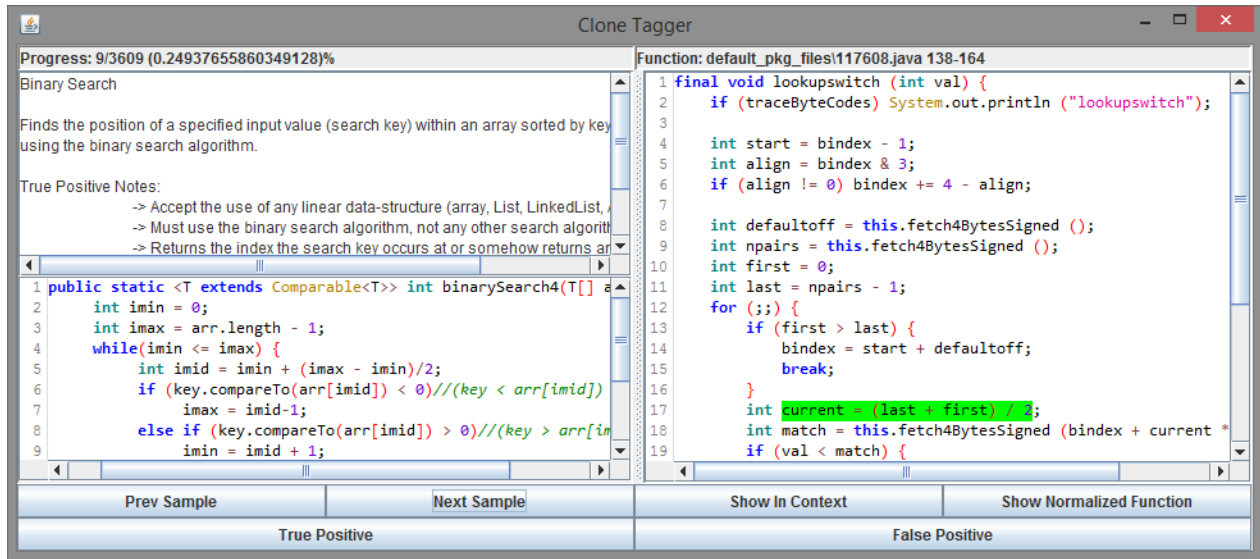 Clone Tagger
Progress: 9/3609 (0.24937655860349128)%
Binary Search
Finds the position of a specified input value (search key) within an array sorted by key
using the binary search algorithm.
True Positive Notes:
-> Accept the use of any linear data-structure (array, List, LinkedList,
-> Must use the binary search algorithm, not any other search algorith
-> Returns the index the search key occurs at or somehow returns ar
1 public static <T extends Comparable<T>> int binarySearch4(T[] a
2 int imin = 0;
3 int imax = arr.length - 1;
4 while(imin <= imax) {
5 int imid = imin + (imax - imin)/2;
6 if (key.compareTo(arr[imid]) < 0)//(key < arr[imid])
7 imax = imid-1;
8 else if (key.compareTo(arr[imid]) > 0)//(key > arr[im
9 imin = imid + 1;
Function: default_pkg_files\117608.java 138-164
1 final void lookupswitch (int val) {
2 if (traceByteCodes) System.out.println ("lookupswitch");
3
4 int start = bindex - 1;
5 int align = bindex & 3;
6 if (align != 0) bindex += 4 - align;
7
8 int defaultoff = this.fetch4BytesSigned ();
9 int npairs = this.fetch4BytesSigned ();
10 int first = 0;
11 int last = npairs - 1;
12 for (;;) {
13 if (first > last) {
14 bindex = start + defaultoff;
15 break;
16 }
17 int current = (last + first) / 2;
18 int match = this.fetch4BytesSigned (bindex + current *
19 if (val < match) {
Prev Sample
Next Sample
Show In Context
Show Normalized Function
True Positive
False Positive